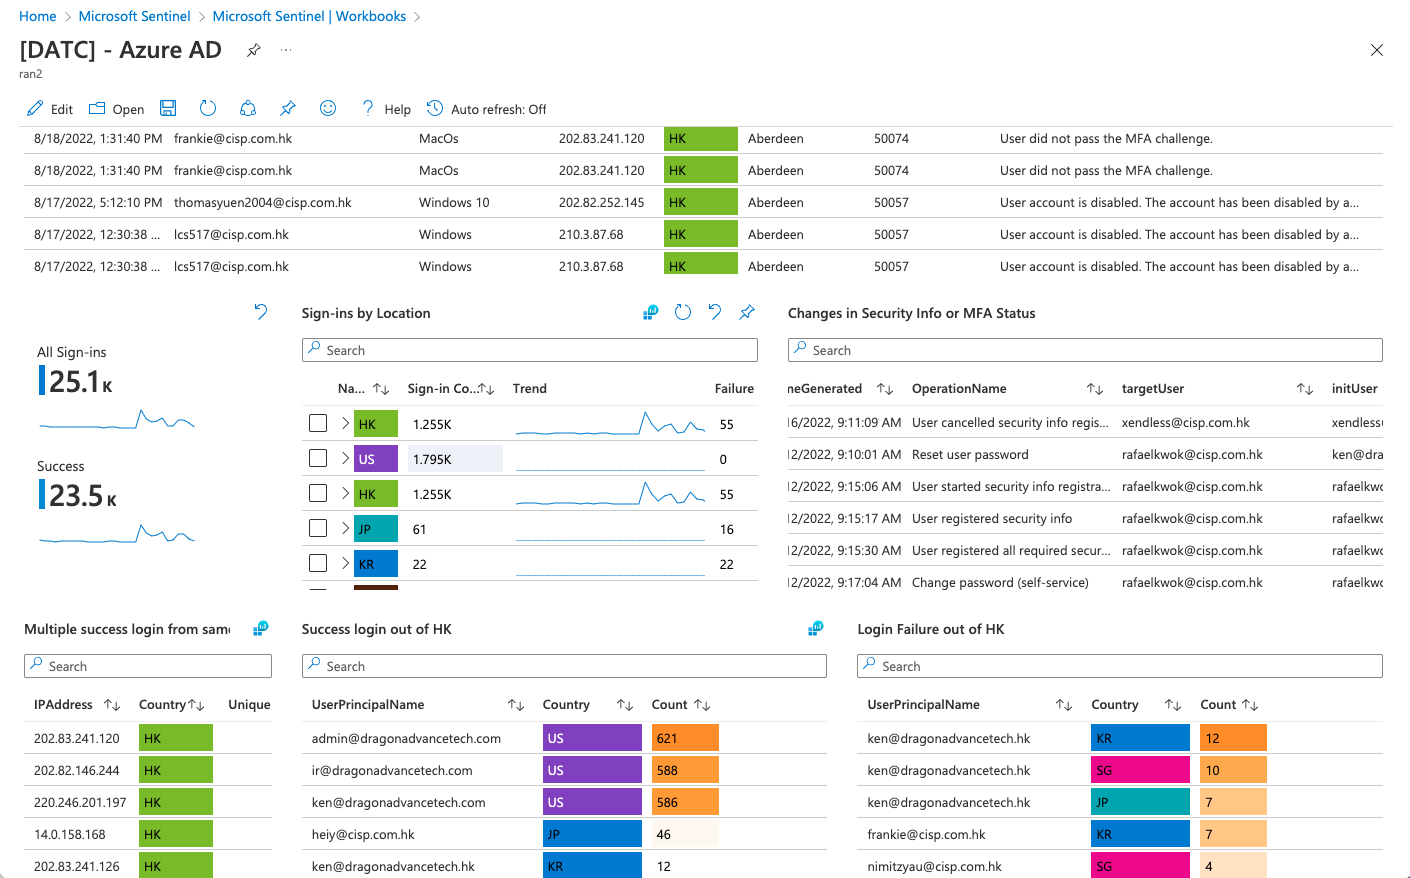 Home > Microsoft Sentinel > Microsoft Sentinel | Workbooks >
[DATC] - Azure AD ···
ran2
Edit Open Help Auto refresh: Off
8/18/2022, 1:31:40 PM frankie@cisp.com.hk MacOs 202.83.241.120 HK Aberdeen 50074 User did not pass the MFA challenge.
8/18/2022, 1:31:40 PM frankie@cisp.com.hk MacOs 202.83.241.120 HK Aberdeen 50074 User did not pass the MFA challenge.
8/17/2022, 5:12:10 PM thomasyuen2004@cisp.com.hk Windows 10 202.82.252.145 HK Aberdeen 50057 User account is disabled. The account has been disabled by a...
8/17/2022, 12:30:38 ... lcs517@cisp.com.hk Windows 210.3.87.68 HK Aberdeen 50057 User account is disabled. The account has been disabled by a...
8/17/2022, 12:30:38 ... lcs517@cisp.com.hk Windows 210.3.87.68 HK Aberdeen 50057 User account is disabled. The account has been disabled by a...
All Sign-ins
25.1K
Success
23.5K
Sign-ins by Location
Search
Na... Sign-in Co... Trend Failure
HK 1.255K 55
US 1.795K 0
HK 1.255K 55
JP 61 16
KR 22 22
Changes in Security Info or MFA Status
Search
meGenerated OperationName targetUser initUser
16/2022, 9:11:09 AM User cancelled security info regis... xendless@cisp.com.hk xendless
12/2022, 9:10:01 AM Reset user password rafaelkwok@cisp.com.hk ken@dra
12/2022, 9:15:06 AM User started security info registra... rafaelkwok@cisp.com.hk rafaelkw
12/2022, 9:15:17 AM User registered security info rafaelkwok@cisp.com.hk rafaelkw
12/2022, 9:15:30 AM User registered all required secur... rafaelkwok@cisp.com.hk rafaelkw
12/2022, 9:17:04 AM Change password (self-service) rafaelkwok@cisp.com.hk rafaelkw
Multiple success login from same
Search
IPAddress Country Unique
202.83.241.120 HK
202.82.146.244 HK
220.246.201.197 HK
14.0.158.168 HK
202.83.241.126 HK
Success login out of HK
Search
UserPrincipalName Country Count
admin@dragonadvancetech.com US 621
ir@dragonadvancetech.com US 588
ken@dragonadvancetech.com US 586
heiy@cisp.com.hk JP 46
ken@dragonadvancetech.hk KR 12
Login Failure out of HK
Search
UserPrincipalName Country Count
ken@dragonadvancetech.hk KR 12
ken@dragonadvancetech.hk SG 10
ken@dragonadvancetech.hk JP 7
frankie@cisp.com.hk KR 7
nimitzyau@cisp.com.hk SG 4